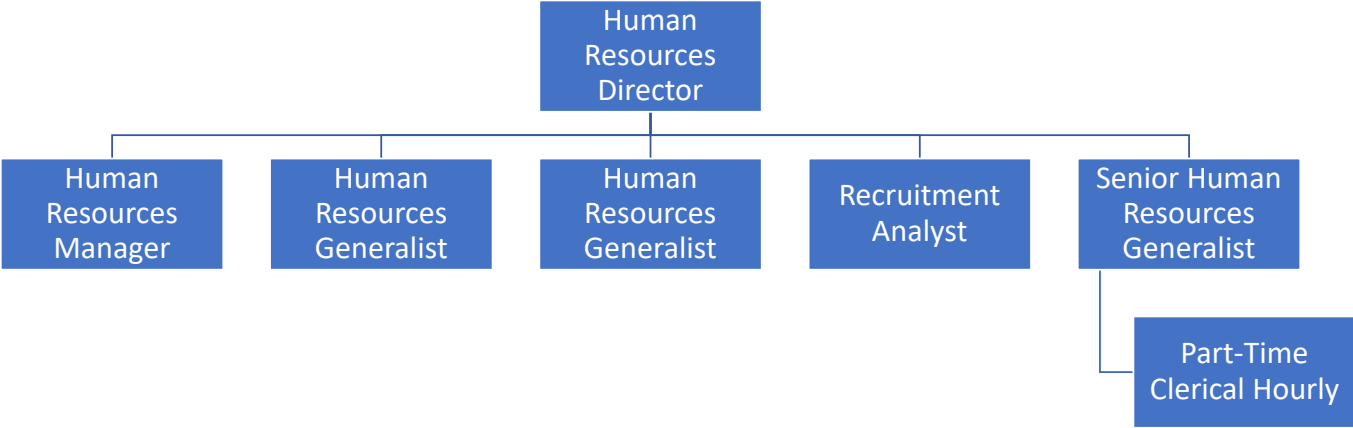 Human
Resources
Director
Human
Resources
Manager
Human
Resources
Generalist
Human
Resources
Generalist
Recruitment
Analyst
Senior Human
Resources
Generalist
Part-Time
Clerical Hourly